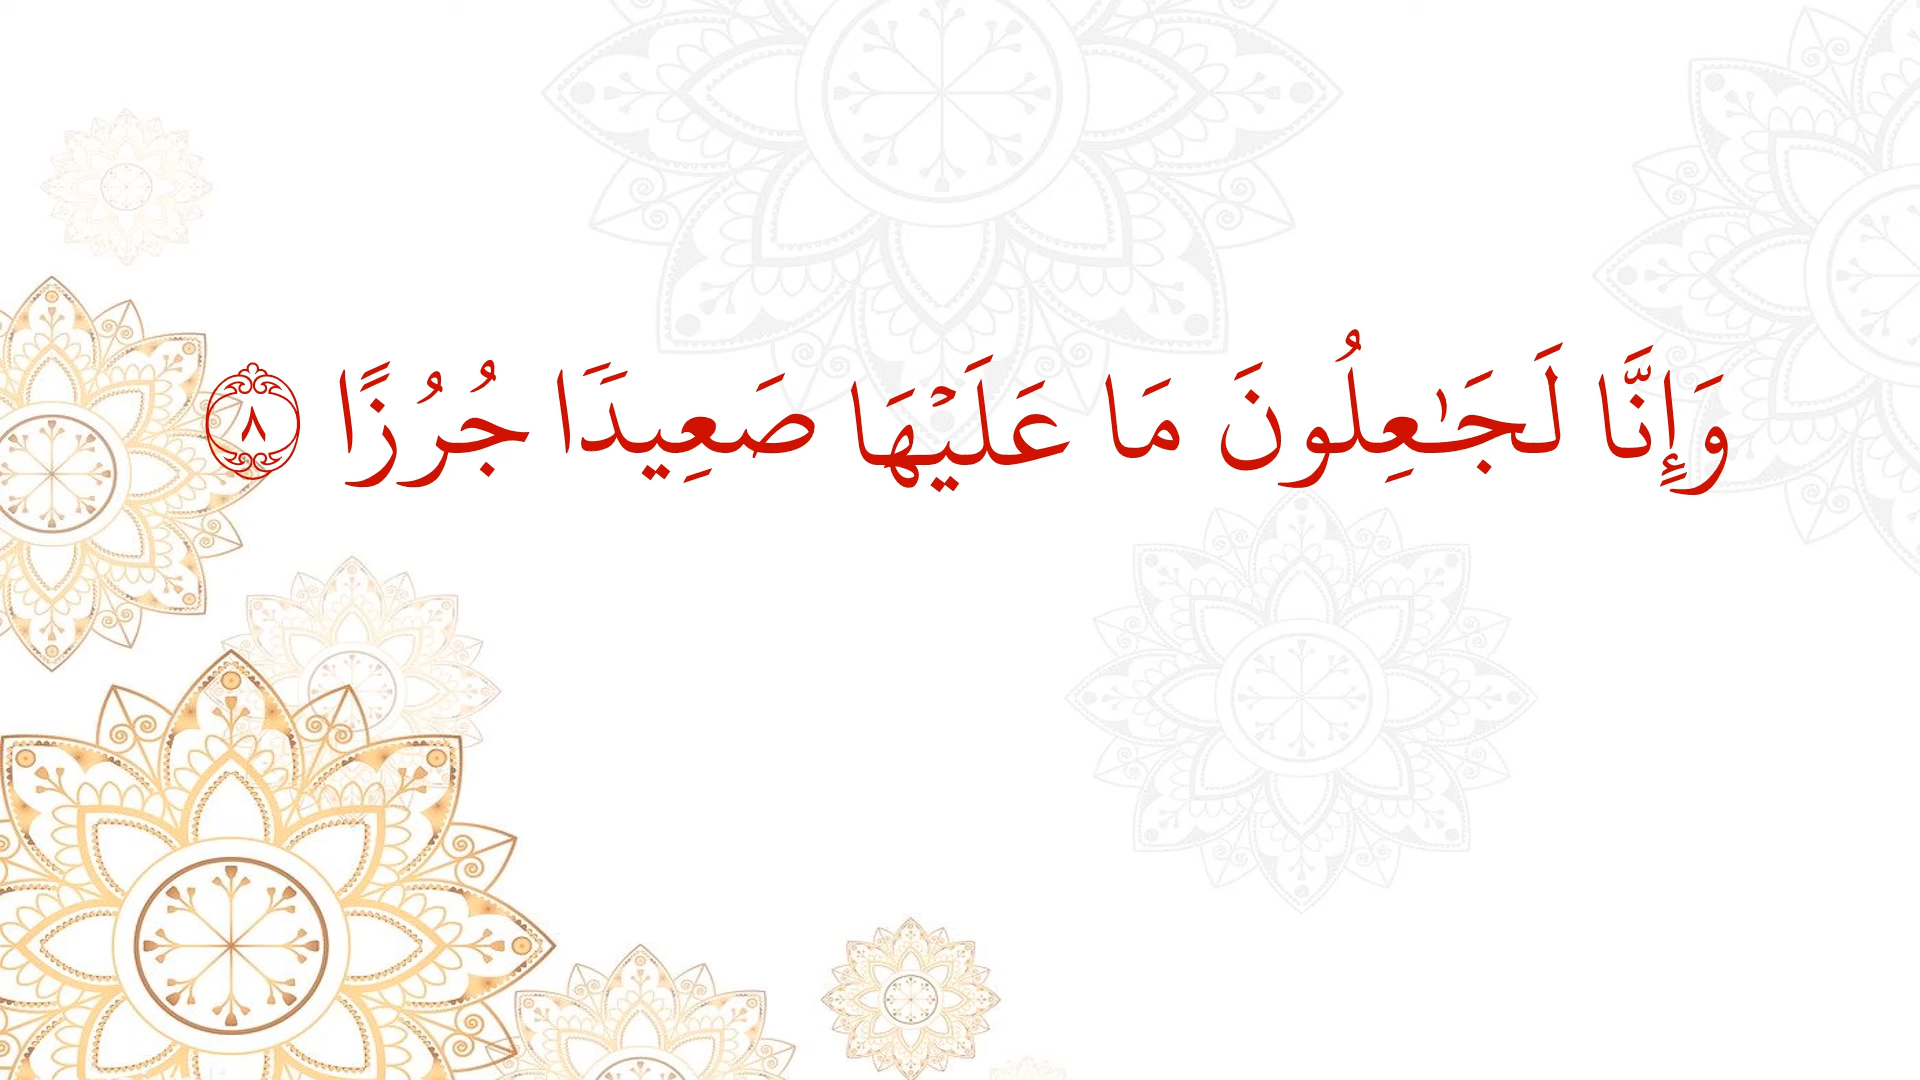 وَإِنَّا لَجَـٰعِلُونَ مَا عَلَيْهَا صَعِيدًا جُرُزًا ٨